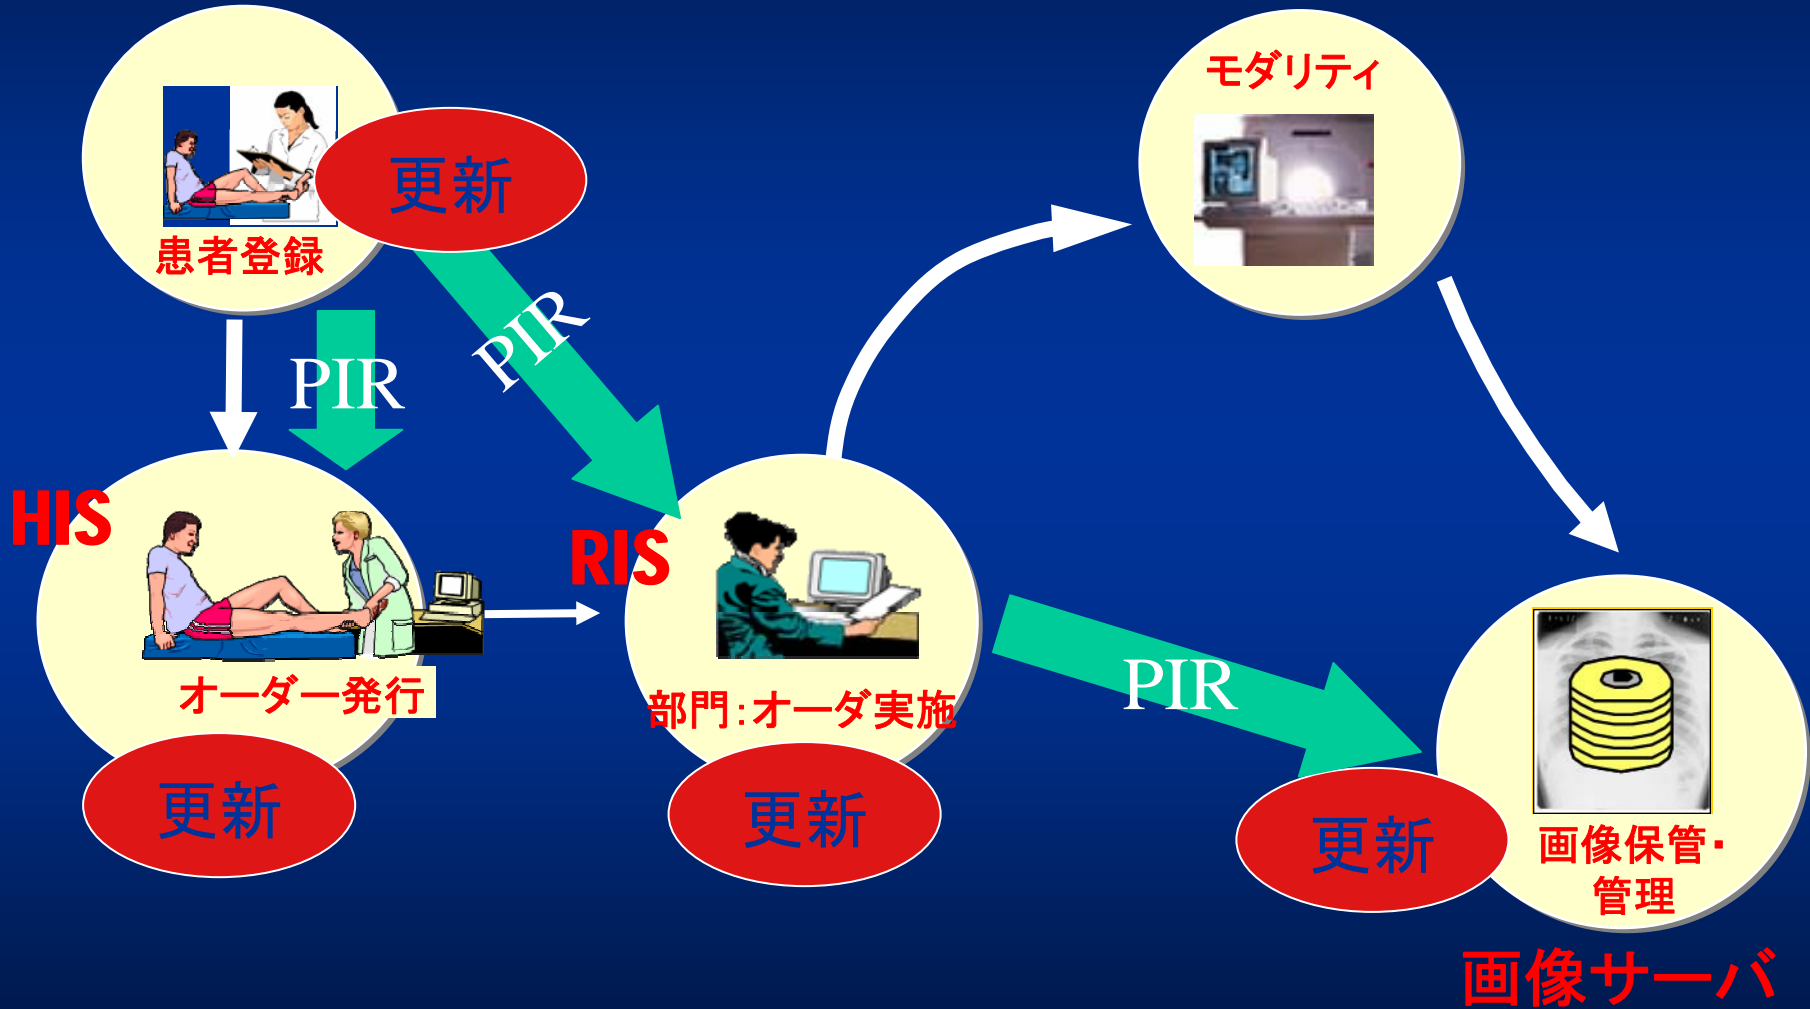 モダリティ
更新
患者登録
PIR
PIR
HIS
RIS
オーダー発行
部門:オーダ実施
PIR
更新
更新
更新
画像保管・
管理
画像サーバ